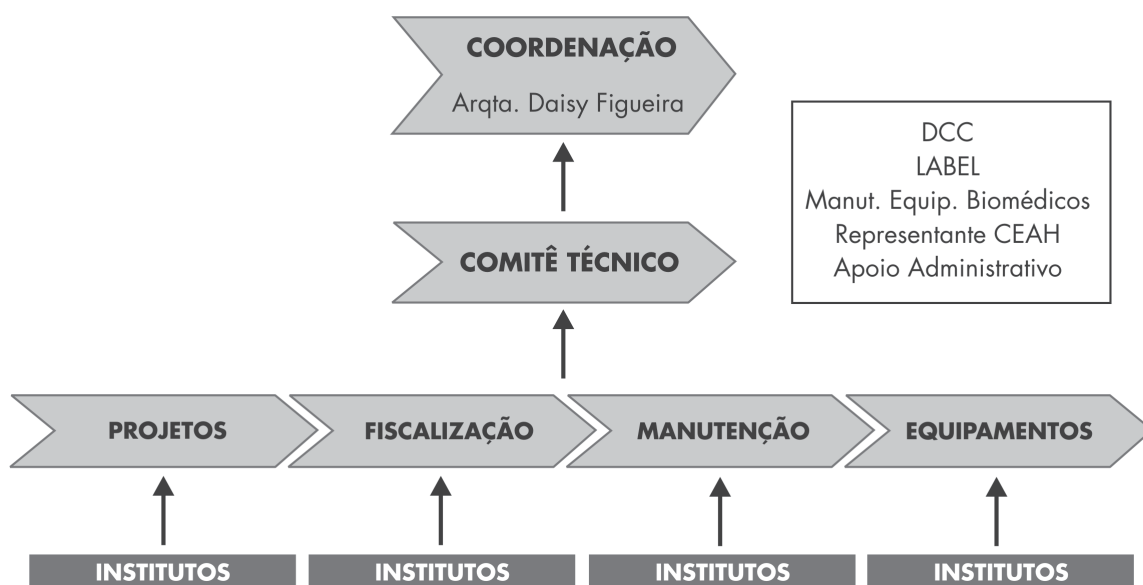 COORDENAÇÃO
Arqta. Daisy Figueira
DCC
LABEL
Manut. Equip. Biomédicos
Representante CEAH
Apoio Administrativo
COMITÊ TÉCNICO
PROJETOS
FISCALIZAÇÃO
MANUTENÇÃO
EQUIPAMENTOS
INSTITUTOS
INSTITUTOS
INSTITUTOS
INSTITUTOS